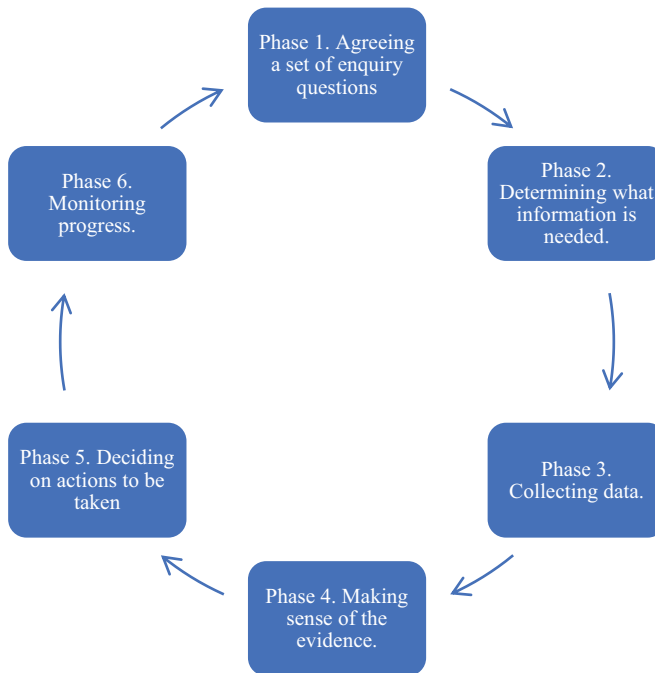 Phase 1. Agreeing
a set of enquiry
questions
Phase 2.
Determining what
information is
needed.
Phase 3.
Collecting data.
Phase 4. Making
sense of the
evidence.
Phase 5. Deciding
on actions to be
taken
Phase 6.
Monitoring
progress.